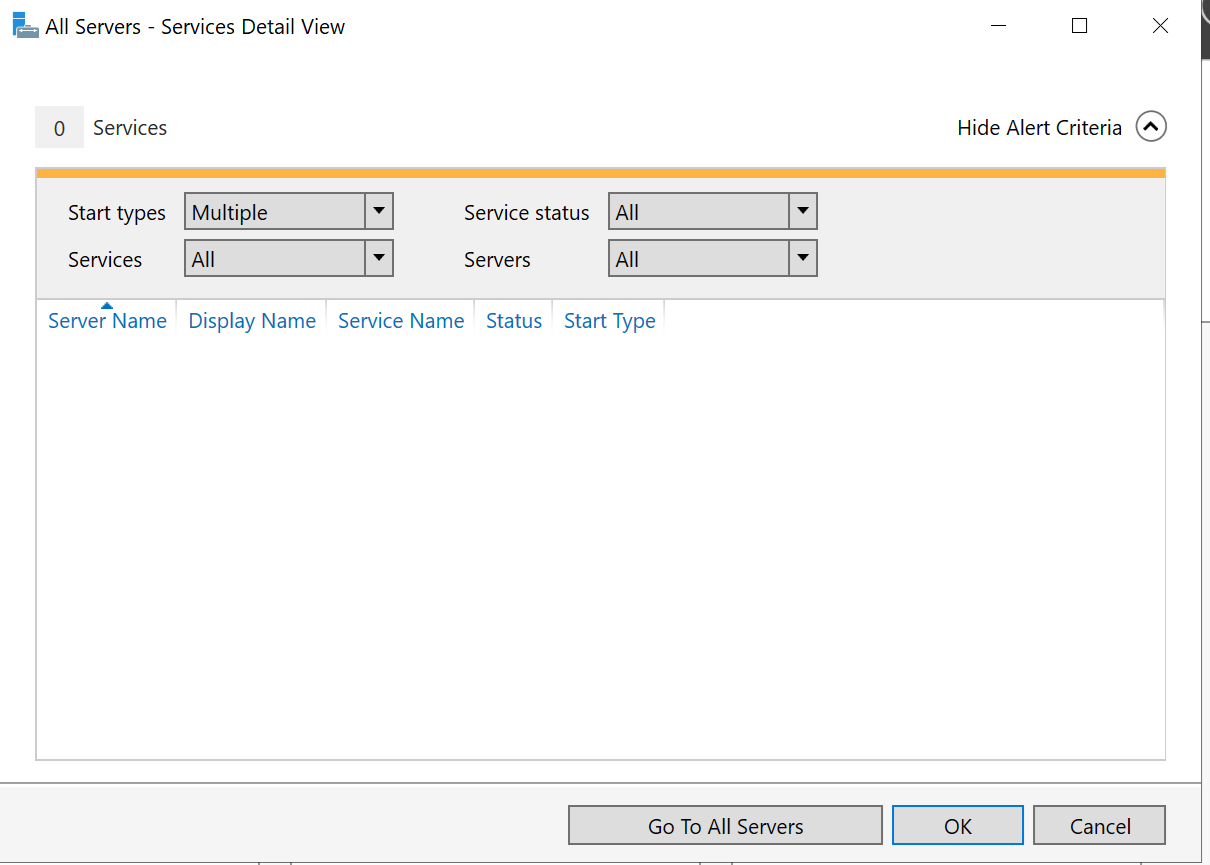 All Servers - Services Detail View
0 Services Hide Alert Criteria
Start types Multiple Service status All
Services All Servers All
Server Name Display Name Service Name Status Start Type
Go To All Servers OK Cancel